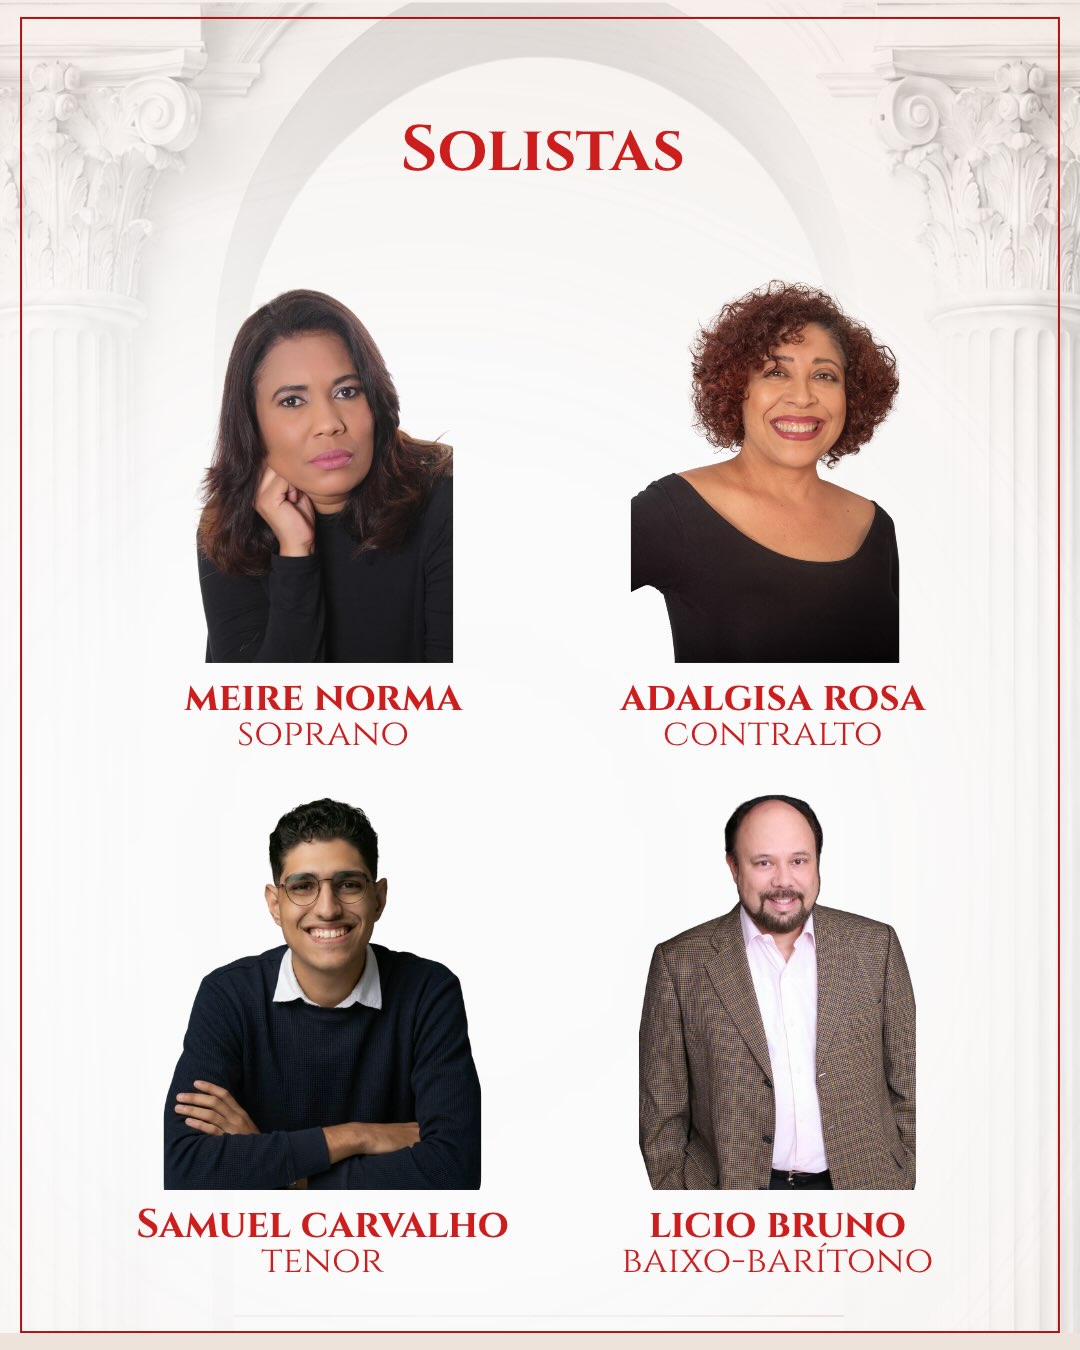 Solistas
MEIRE NORMA
SOPRANO
ADALGISA ROSA
CONTRALTO
SAMUEL CARVALHO
TENOR
LICIO BRUNO
BAIXO-BARÍTONO